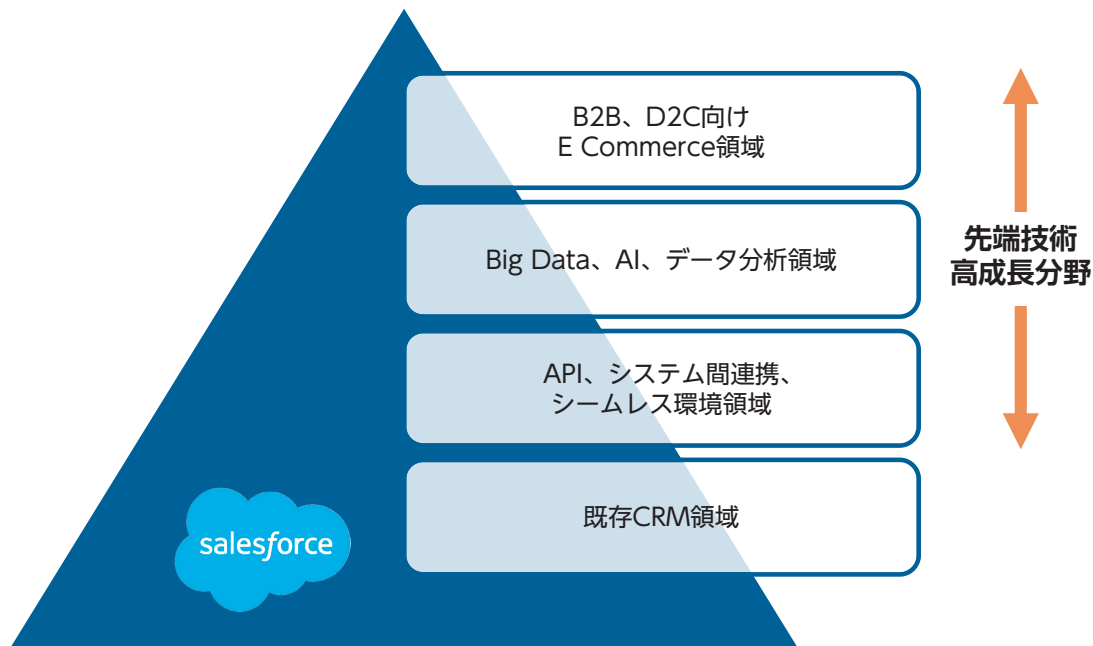 B2B、D2C向け
E Commerce領域
Big Data、AI、データ分析領域
先端技術
高成長分野
API、システム間連携、
シームレス環境領域
既存CRM領域
salesforce